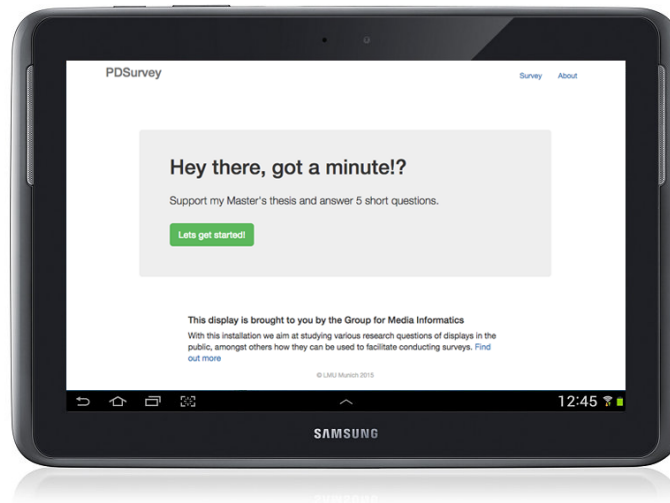 PDSurvey
Survey About
Hey there, got a minute!?
Support my Master's thesis and answer 5 short questions.
Lets get started!
This display is brought to you by the Group for Media Informatics
With this installation we aim at studying various research questions of displays in the
public, amongst others how they can be used to facilitate conducting surveys. Find
out more
© LMU Munich 2015
12:45
SAMSUNG